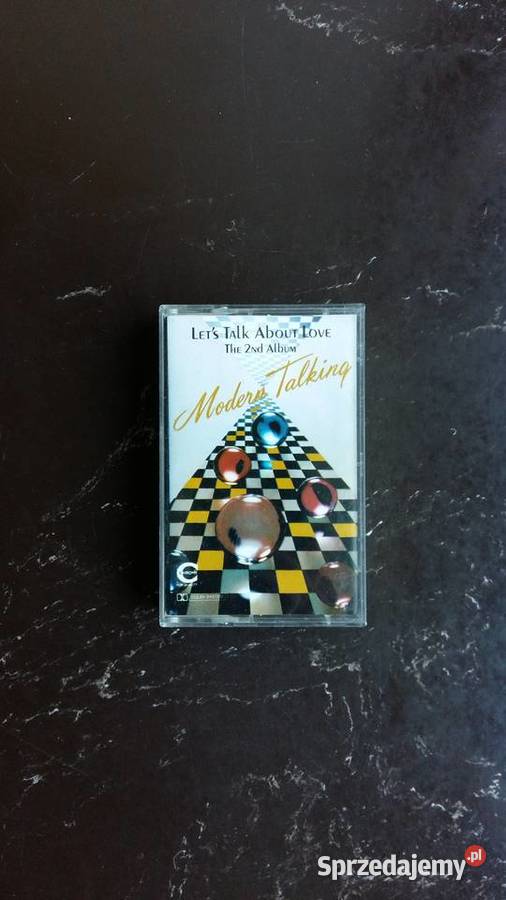 Let's Talk About Love
The 2nd Album
Modern Talking
Sprzedajemy.pl